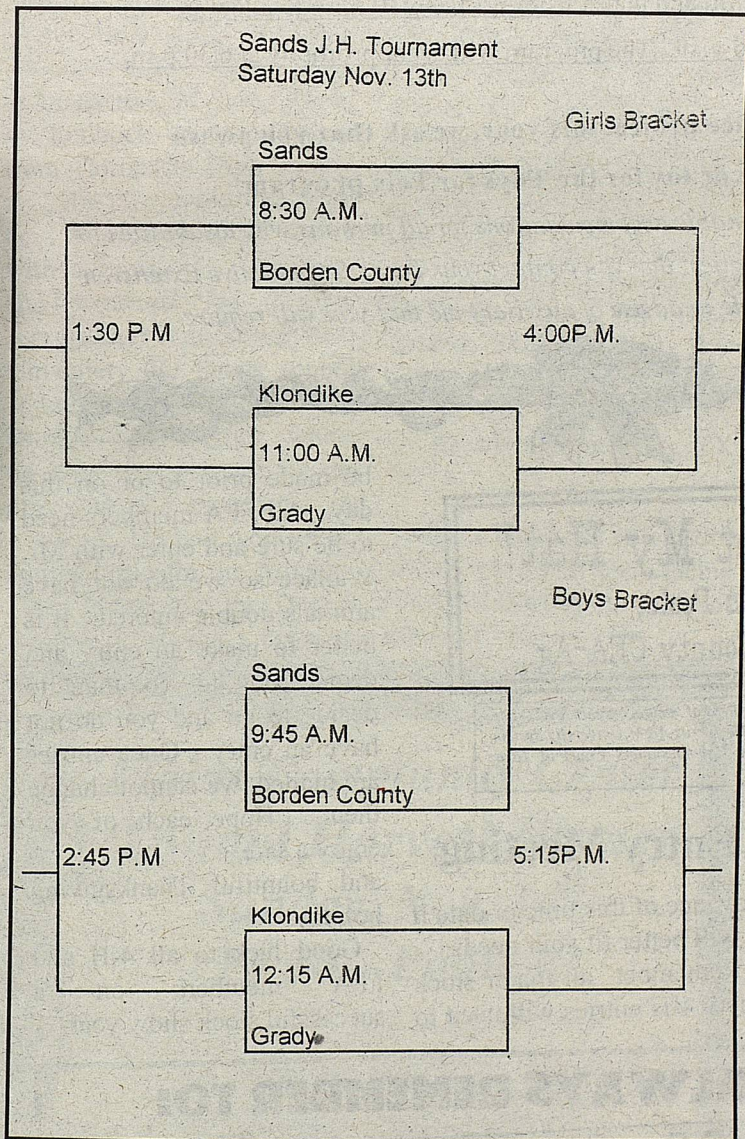 Sands J.H. Tournament
Saturday Nov. 13th
Girls Bracket
Sands
8:30 A.M.
Borden County
1:30 P.M
4:00P.M.
Klondike
11:00 A.M.
Grady
Boys Bracket
Sands
9:45 A.M.
Borden County
2:45 P.M
5:15P.M.
Klondike
12:15 A.M.
Grady